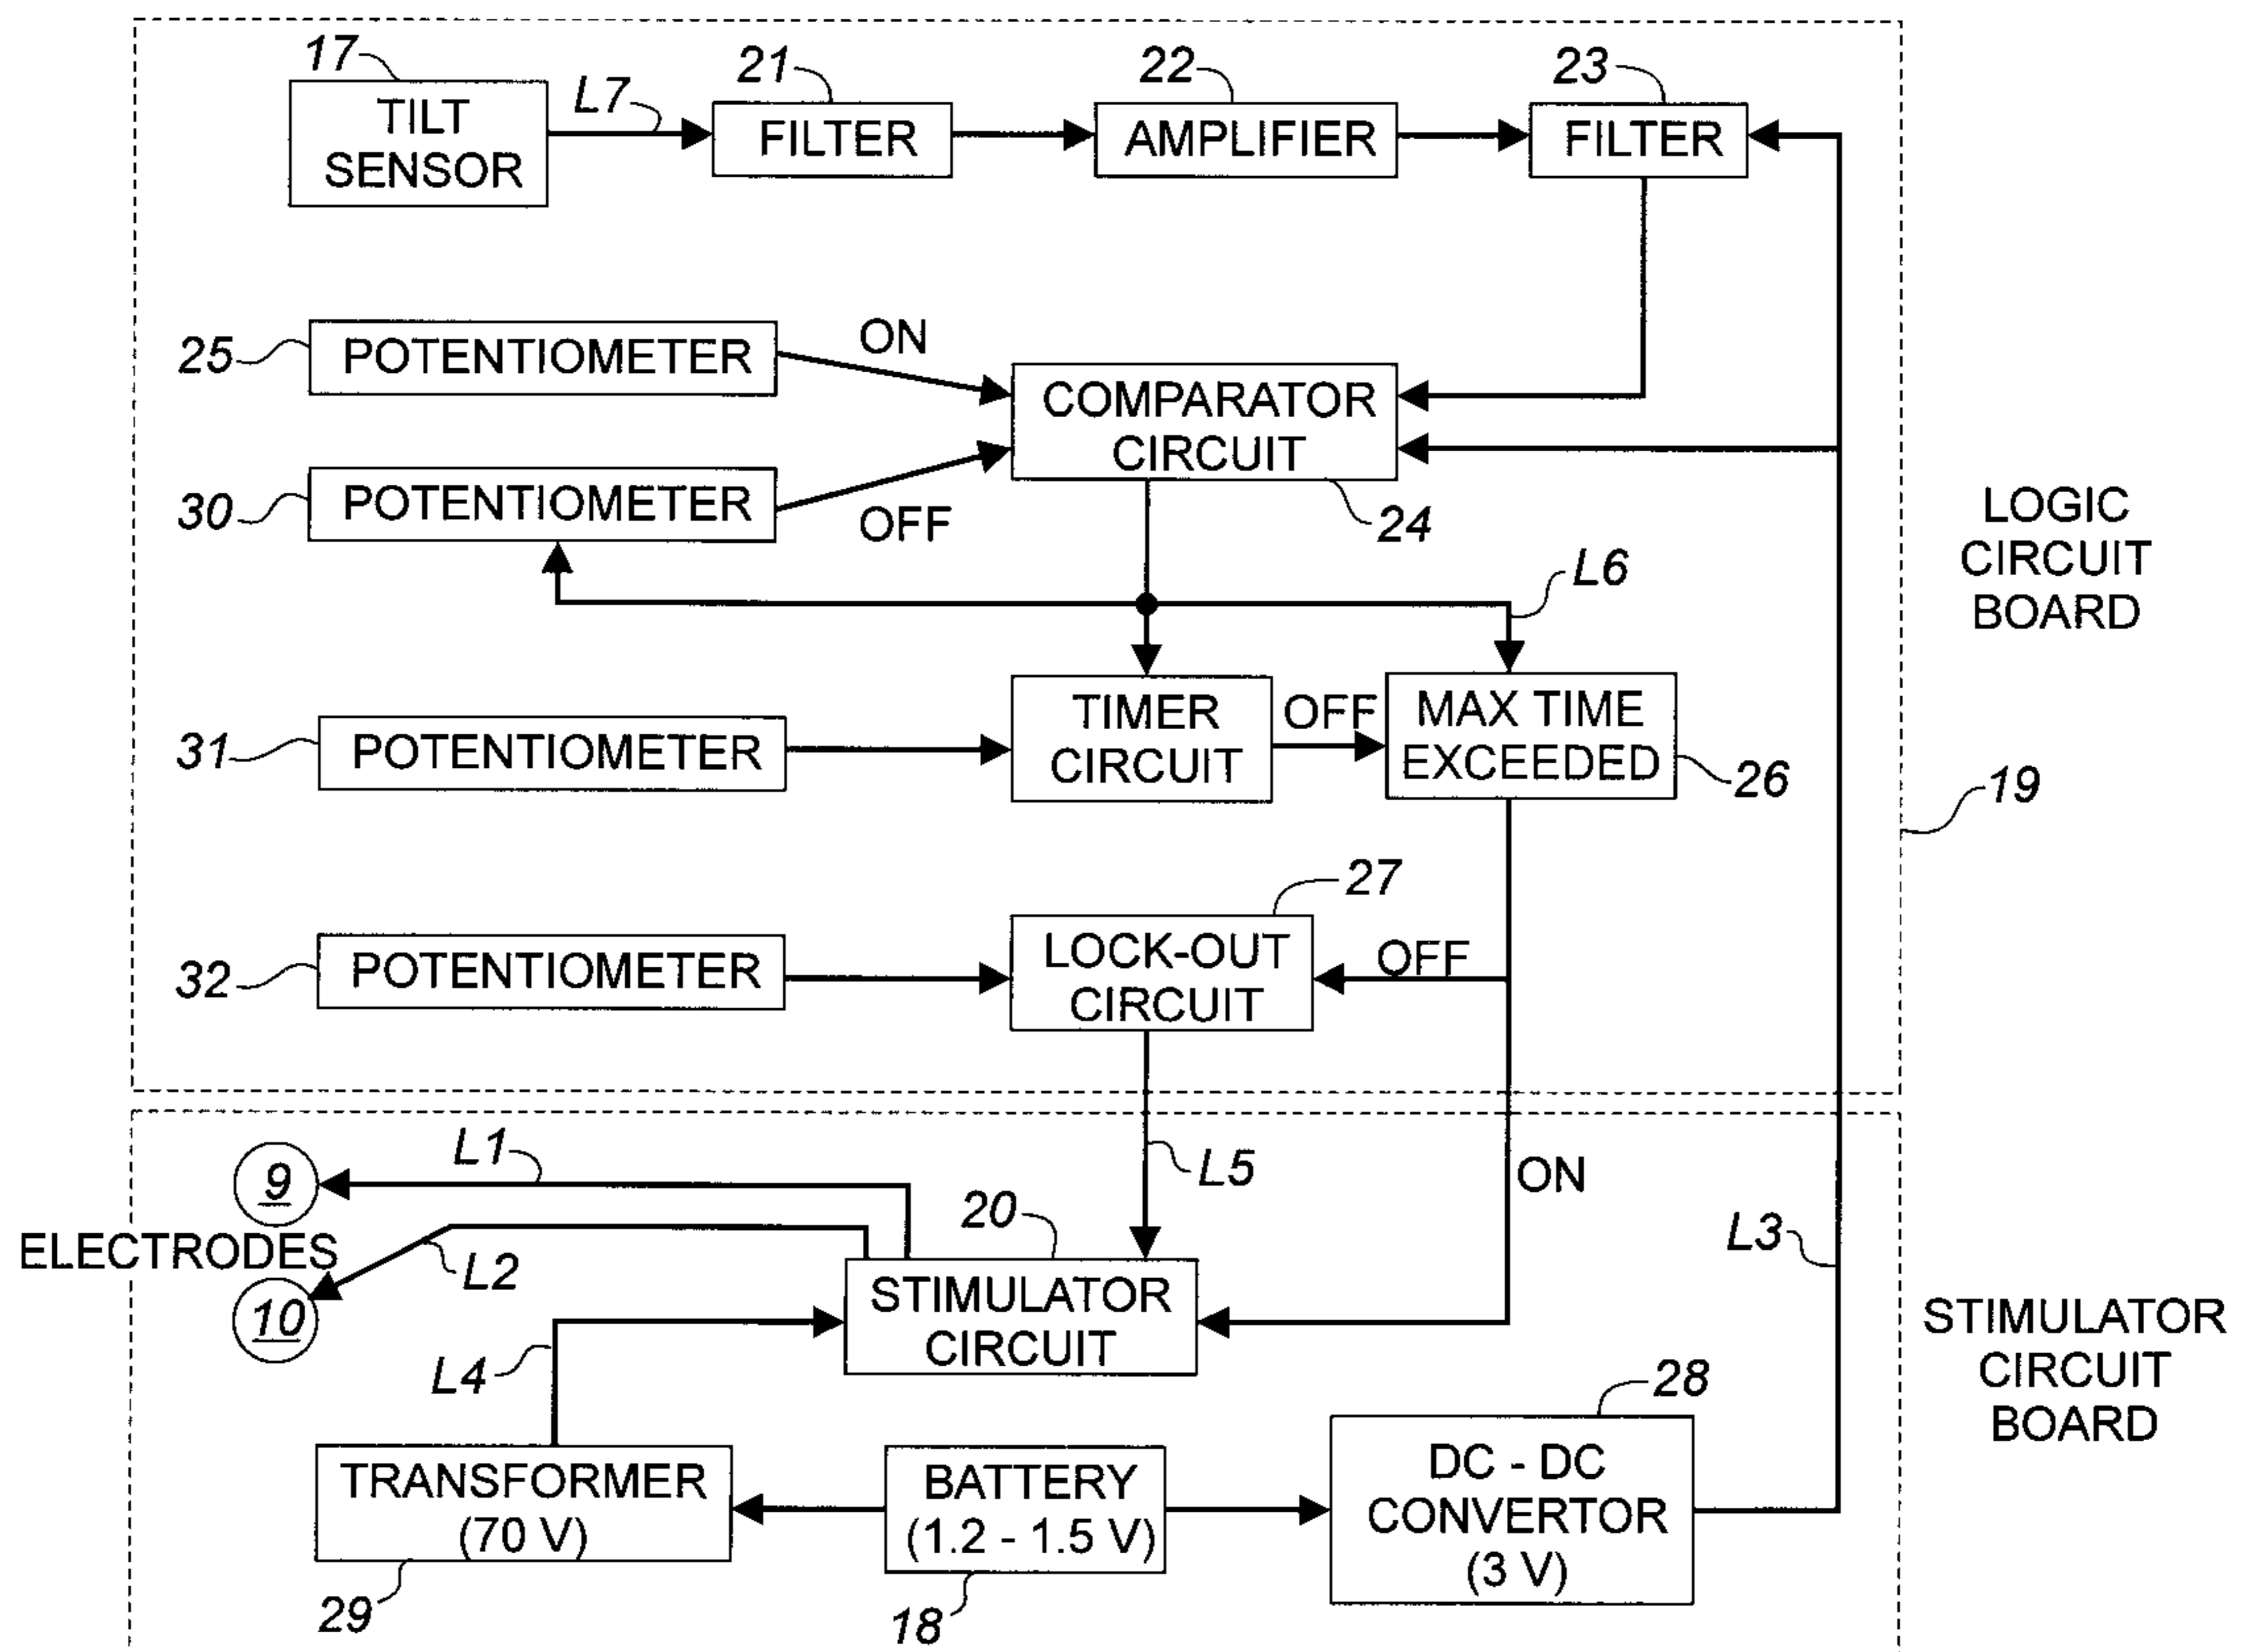 17
L7
21
22
23
TILT
SENSOR
FILTER
AMPLIFIER
FILTER
25
POTENTIOMETER
ON
COMPARATOR
CIRCUIT
24
30
POTENTIOMETER
OFF
L6
LOGIC
CIRCUIT
BOARD
31
POTENTIOMETER
TIMER
CIRCUIT
OFF
MAX TIME
EXCEEDED
26
19
27
32
POTENTIOMETER
LOCK-OUT
CIRCUIT
OFF
L1
9
ELECTRODES
10
L2
20
L5
ON
L3
STIMULATOR
CIRCUIT
L4
28
STIMULATOR
CIRCUIT
BOARD
TRANSFORMER
(70 V)
29
BATTERY
(1.2 - 1.5 V)
18
DC - DC
CONVERTOR
(3 V)